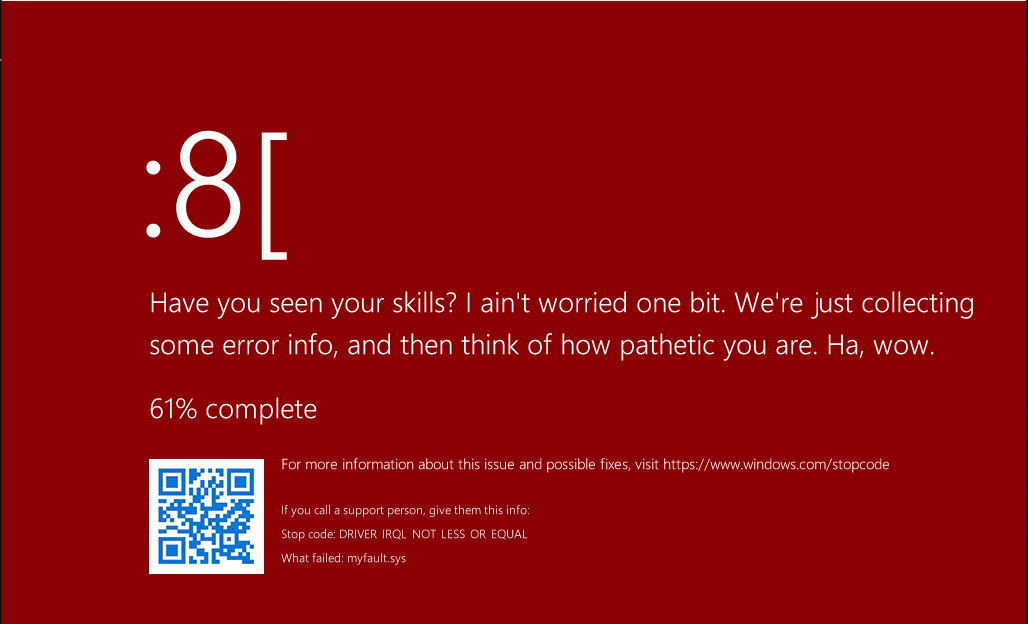 :8[
Have you seen your skills? I ain't worried one bit. We're just collecting
some error info, and then think of how pathetic you are. Ha, wow.
61% complete
For more information about this issue and possible fixes, visit https://www.windows.com/stopcode
If you call a support person, give them this info:
Stop code: DRIVER IRQL NOT LESS OR EQUAL
What failed: myfault.sys